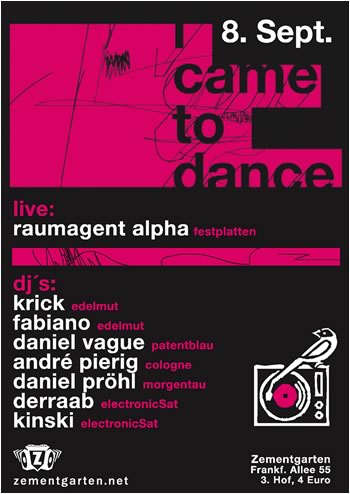 8. Sept.
I
came
to
dance
live:
raumagent alpha festplatten
dj´s:
krick edelmut
fabiano edelmut
daniel vague patentblau
andré pierig cologne
daniel pröhl morgentau
derraab electronicSat
kinski electronicSat
Z
zementgarten.net
Zementgarten
Frankf. Allee 55
3. Hof, 4 Euro